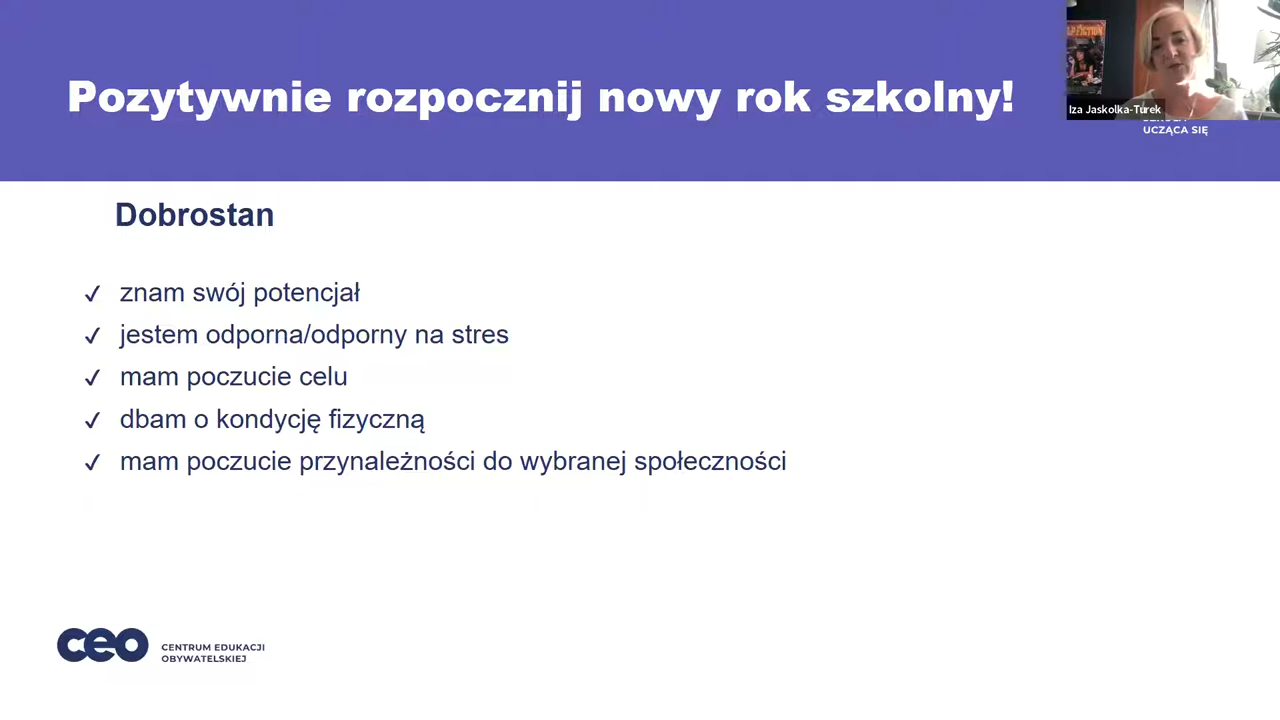 Pozytywnie rozpocznij nowy rok szkolny!
Iza Jaskolka-Turek
UCZĄCA SIĘ
Dobrostan
✓ znam swój potencjał
✓ jestem odporna/odporny na stres
✓ mam poczucie celu
✓ dbam o kondycję fizyczną
✓ mam poczucie przynależności do wybranej społeczności
ceo
CENTRUM EDUKACJI
OBYWATELSKIEJ